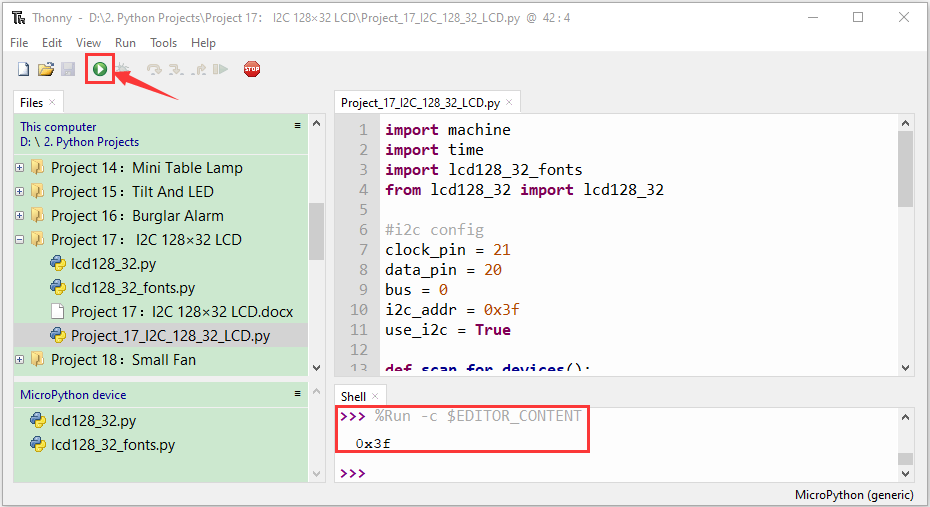 Thonny - D:\2. Python Projects\Project 17： I2C 128×32 LCD\Project_17_I2C_128_32_LCD.py @ 42 : 4
File Edit View Run Tools Help
STOP
Files
This computer
D: \ 2. Python Projects
Project 14：Mini Table Lamp
Project 15：Tilt And LED
Project 16：Burglar Alarm
Project 17： I2C 128×32 LCD
lcd128_32.py
lcd128_32_fonts.py
Project 17：I2C 128×32 LCD.docx
Project_17_I2C_128_32_LCD.py
Project 18：Small Fan
MicroPython device
lcd128_32.py
lcd128_32_fonts.py
Project_17_I2C_128_32_LCD.py
1 import machine
2 import time
3 import lcd128_32_fonts
4 from lcd128_32 import lcd128_32
5
6 #i2c config
7 clock_pin = 21
8 data_pin = 20
9 bus = 0
10 i2c_addr = 0x3f
11 use_i2c = True
12
13 def scan_for_devices():
Shell
>>> %Run -c $EDITOR_CONTENT
0x3f
>>>
MicroPython (generic)